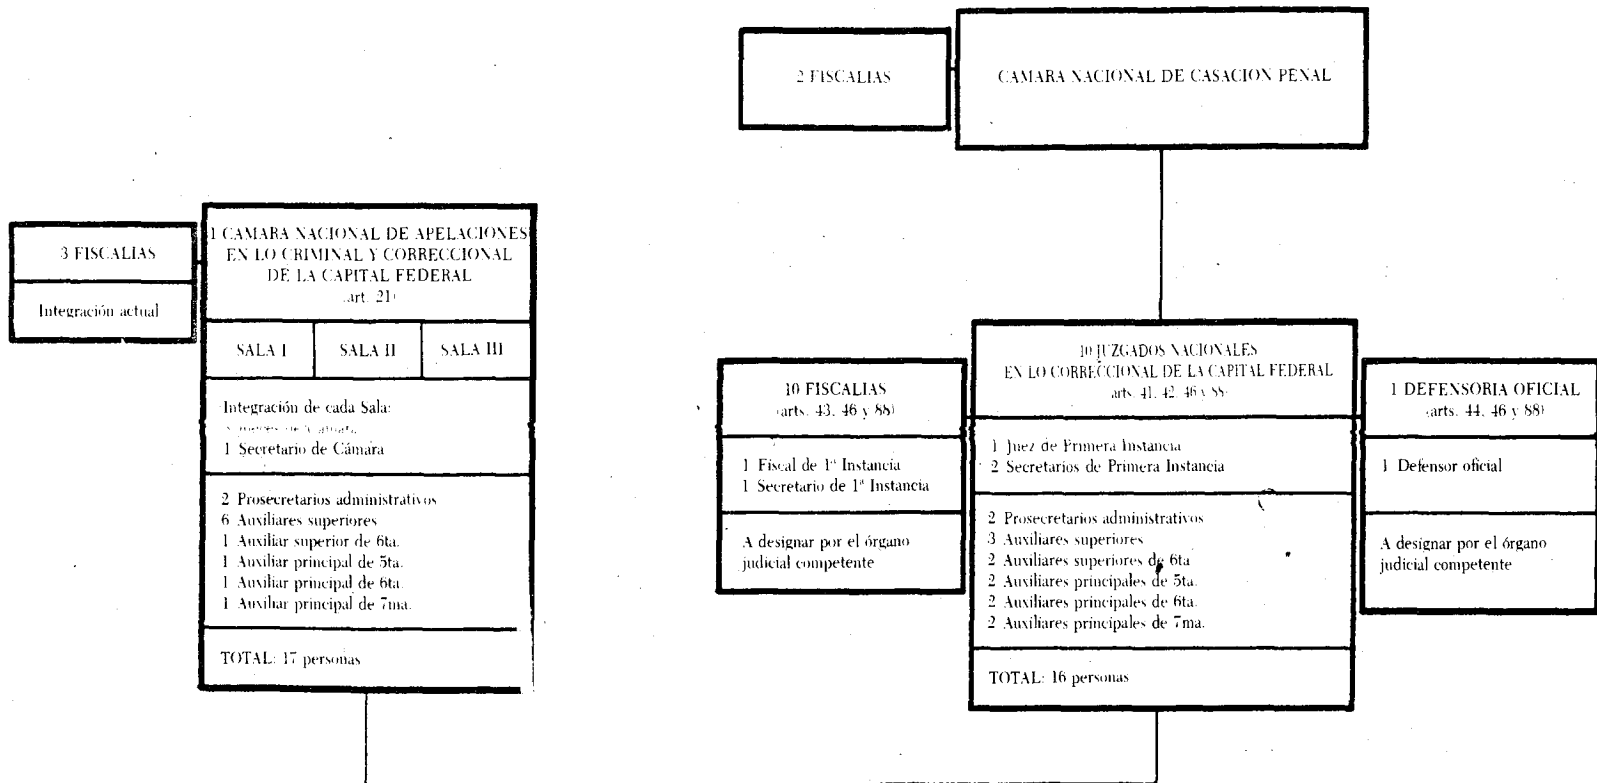 2 FISCALIAS
CAMARA NACIONAL DE CASACION PENAL
3 FISCALIAS
Integración actual
1 CAMARA NACIONAL DE APELACIONES
EN LO CRIMINAL Y CORRECCIONAL
DE LA CAPITAL FEDERAL
(art. 21)
SALA I
SALA II
SALA III
Integración de cada Sala:
1 Secretario de Cámara
2 Prosecretarios administrativos
6 Auxiliares superiores
1 Auxiliar superior de 6ta.
1 Auxiliar principal de 5ta.
1 Auxiliar principal de 6ta.
1 Auxiliar principal de 7ma.
TOTAL: 17 personas
10 FISCALIAS
(arts. 43, 46 y 88)
1 Fiscal de 1ª Instancia
1 Secretario de 1ª Instancia
A designar por el órgano
judicial competente
10 JUZGADOS NACIONALES
EN LO CORRECCIONAL DE LA CAPITAL FEDERAL
arts. 41, 42, 46 y 88)
1 Juez de Primera Instancia
2 Secretarios de Primera Instancia
2 Prosecretarios administrativos
3 Auxiliares superiores
2 Auxiliares superiores de 6ta
2 Auxiliares principales de 5ta.
2 Auxiliares principales de 6ta.
2 Auxiliares principales de 7ma.
TOTAL: 16 personas
1 DEFENSORIA OFICIAL
(arts. 44, 46 y 88)
1 Defensor oficial
A designar por el órgano
judicial competente